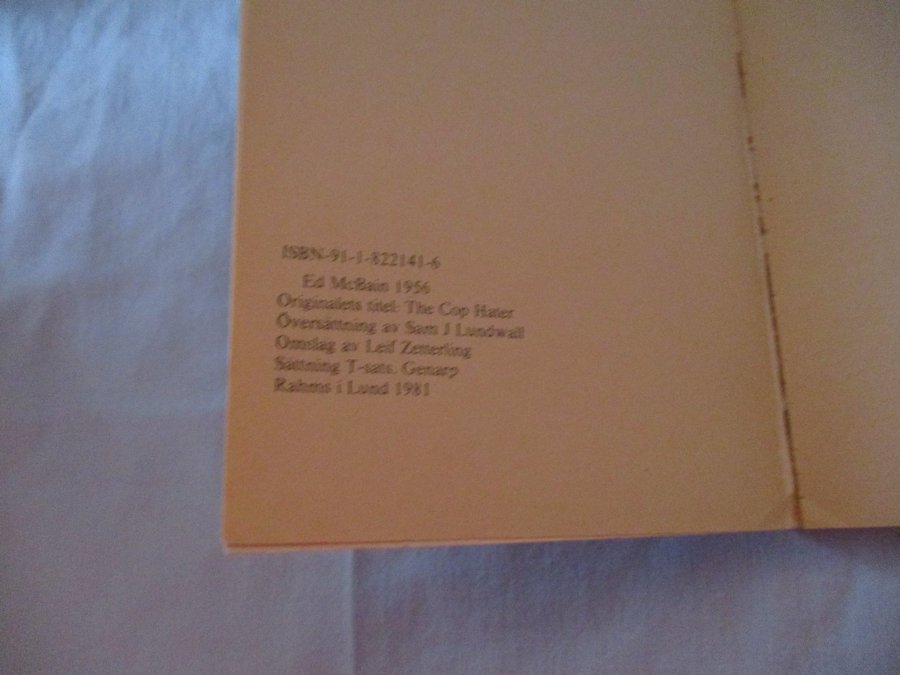 ISBN-91-1-822141-6
Ed McBain 1956
Originalets titel: The Cop Hater
Översättning av Sam J Lundwall
Omslag av Leif Zetterling
Sättning T-sats, Genarp
Rahms i Lund 1981